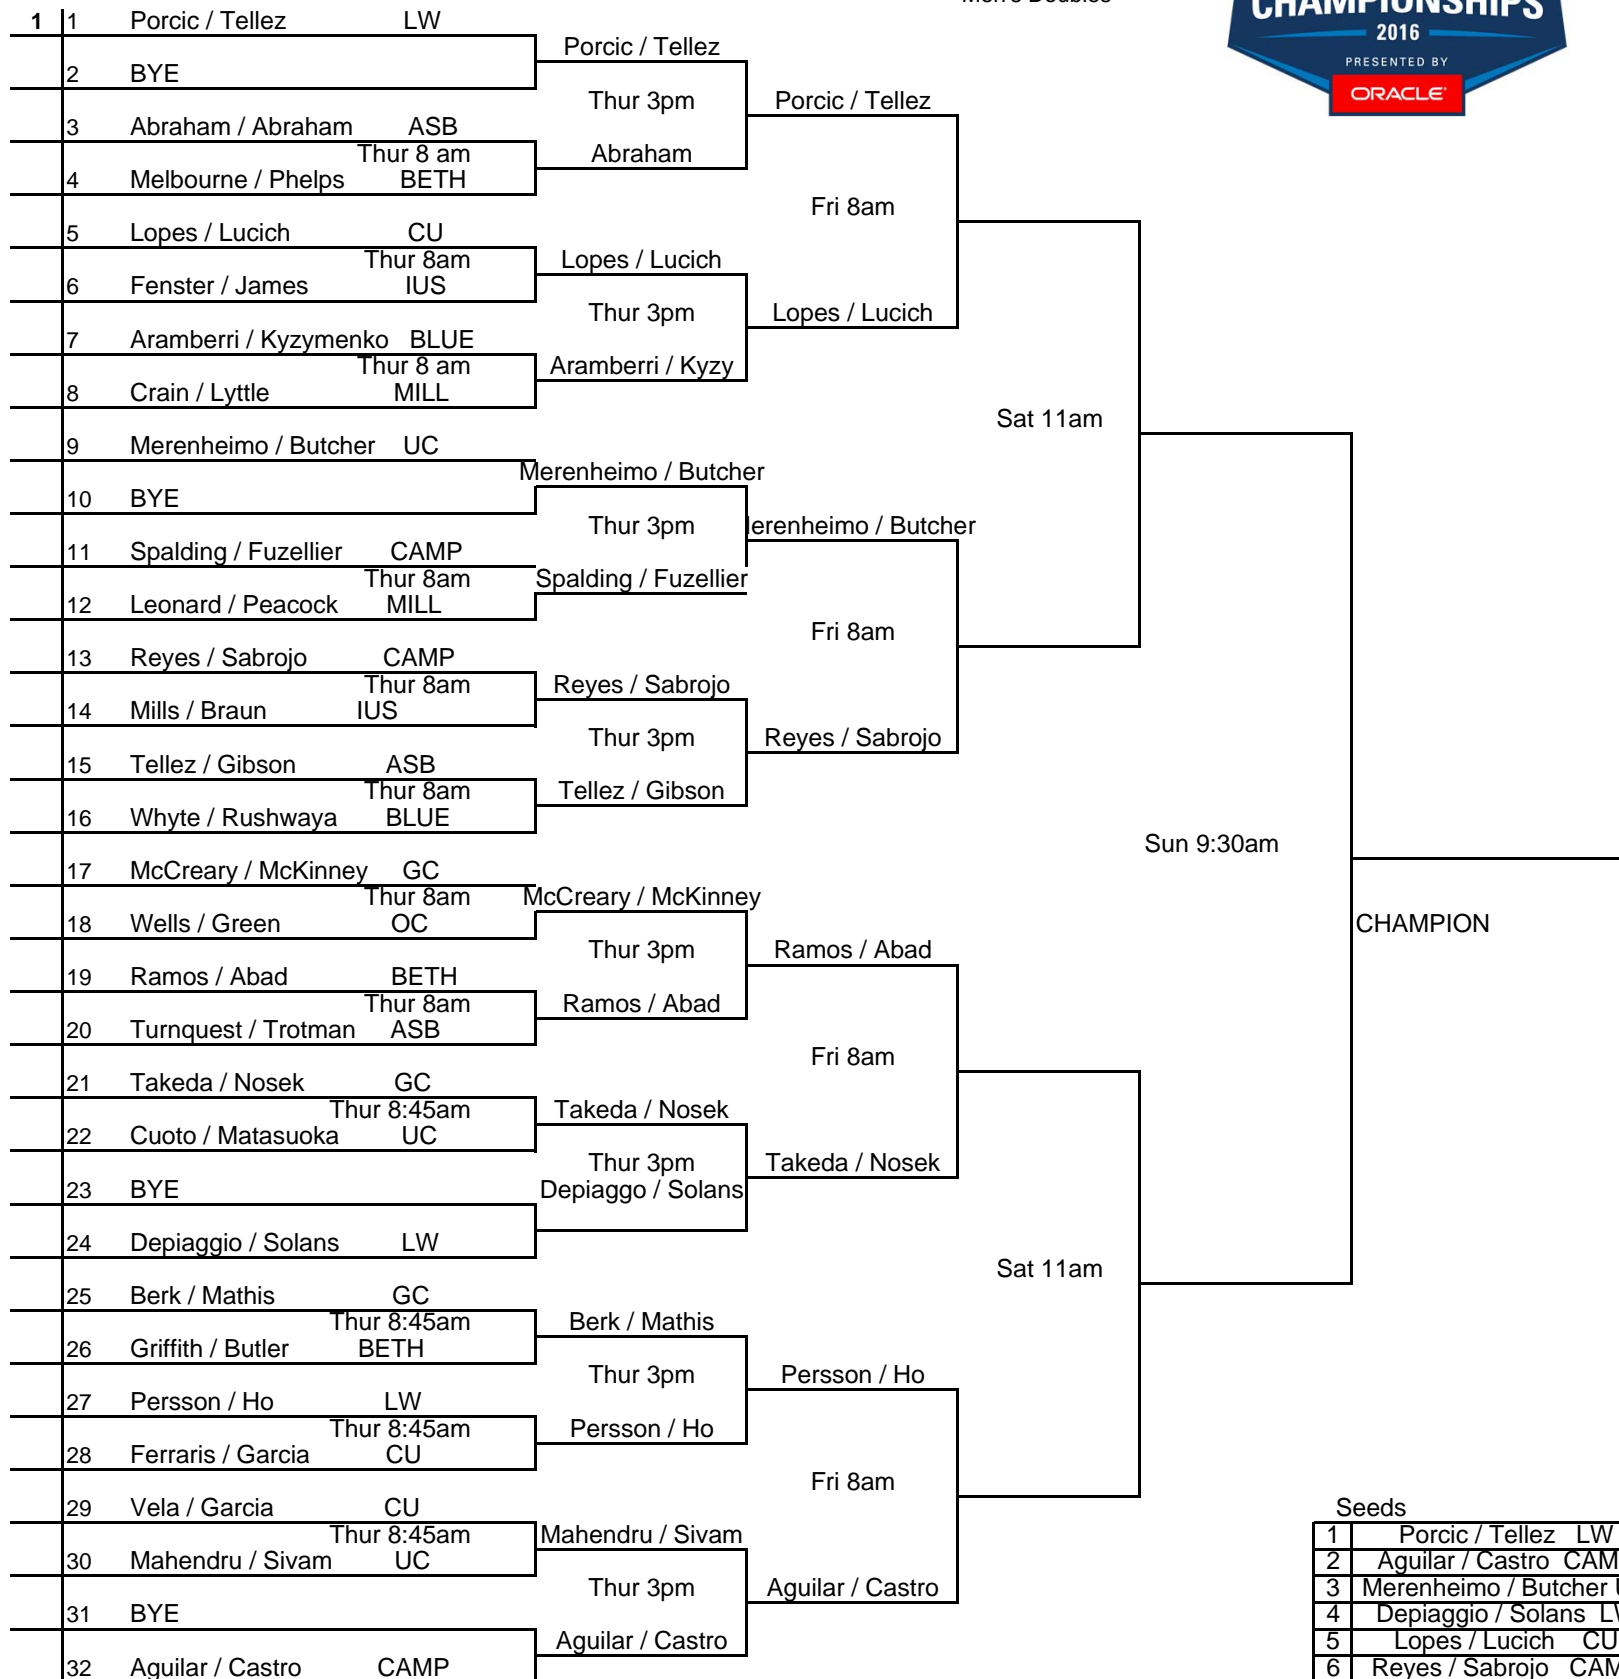 Men's Doubles
CHAMPIONSHIPS
2016
PRESENTED BY
ORACLE
1 1 Porcic / Tellez LW
Porcic / Tellez
2 BYE
Thur 3pm Porcic / Tellez
3 Abraham / Abraham ASB
Thur 8 am Abraham
4 Melbourne / Phelps BETH
Fri 8am
5 Lopes / Lucich CU
Thur 8am Lopes / Lucich
6 Fenster / James IUS
Thur 3pm Lopes / Lucich
7 Aramberri / Kyzymenko BLUE
Thur 8 am Aramberri / Kyzy
8 Crain / Lyttle MILL
Sat 11am
9 Merenheimo / Butcher UC
Merenheimo / Butcher
10 BYE
Thur 3pm erenheimo / Butcher
11 Spalding / Fuzellier CAMP
Thur 8am Spalding / Fuzellier
12 Leonard / Peacock MILL
Fri 8am
13 Reyes / Sabrojo CAMP
Thur 8am Reyes / Sabrojo
14 Mills / Braun IUS
Thur 3pm Reyes / Sabrojo
15 Tellez / Gibson ASB
Thur 8am Tellez / Gibson
16 Whyte / Rushwaya BLUE
Sun 9:30am
17 McCreary / McKinney GC
Thur 8am McCreary / McKinney
18 Wells / Green OC
CHAMPION
Thur 3pm Ramos / Abad
19 Ramos / Abad BETH
Thur 8am Ramos / Abad
20 Turnquest / Trotman ASB
Fri 8am
21 Takeda / Nosek GC
Thur 8:45am Takeda / Nosek
22 Cuoto / Matasuoka UC
Thur 3pm Takeda / Nosek
23 BYE Depiaggo / Solans
24 Depiaggio / Solans LW
Sat 11am
25 Berk / Mathis GC
Thur 8:45am Berk / Mathis
26 Griffith / Butler BETH
Thur 3pm Persson / Ho
27 Persson / Ho LW
Thur 8:45am Persson / Ho
28 Ferraris / Garcia CU
Fri 8am
29 Vela / Garcia CU
Thur 8:45am Mahendru / Sivam
30 Mahendru / Sivam UC
Thur 3pm Aguilar / Castro
31 BYE
Aguilar / Castro
32 Aguilar / Castro CAMP
Seeds
1 Porcic / Tellez LW
2 Aguilar / Castro CAM
3 Merenheimo / Butcher
4 Depiaggio / Solans LW
5 Lopes / Lucich CU
6 Reyes / Sabrojo CAM